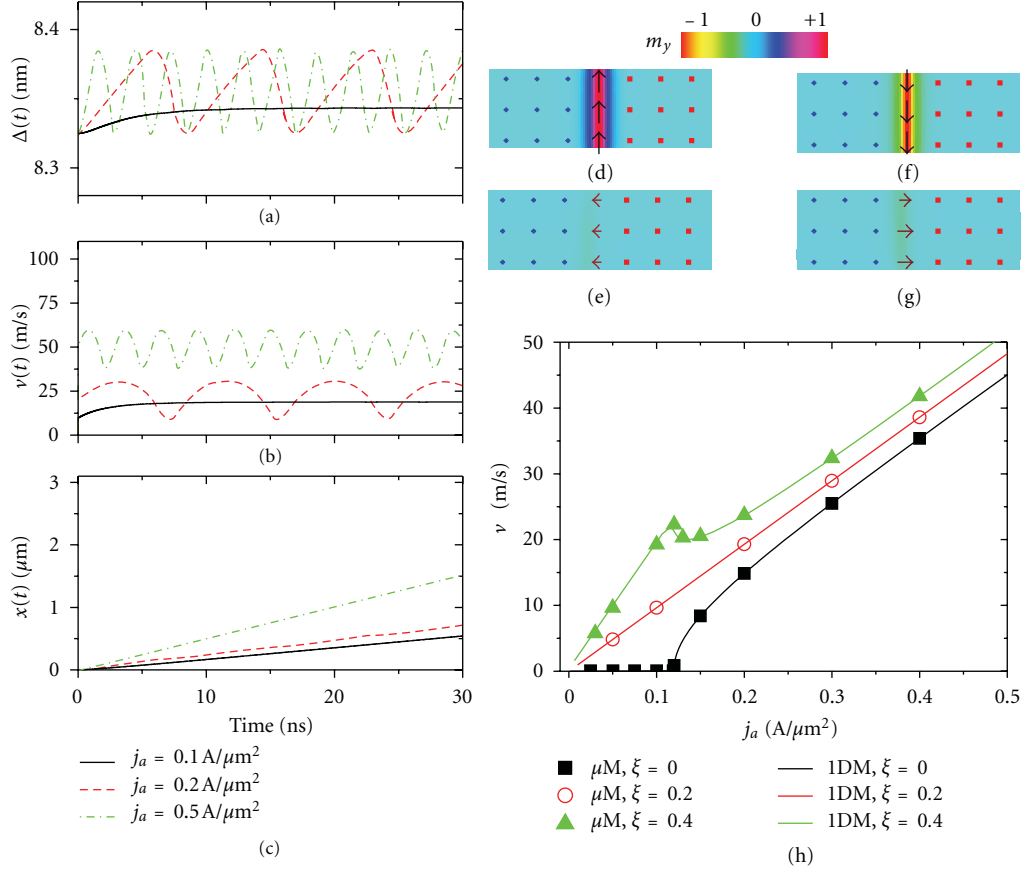 8.4
8.3
Δ(t) (nm)
(a)
100
75
50
25
0
v(t) (m/s)
(b)
3
2
1
0
x(t) (μm)
0 10 20 30
Time (ns)
j_a = 0.1 A/μm²
j_a = 0.2 A/μm²
j_a = 0.5 A/μm²
(c)
− 1 0 +1
m_y
(d)
(f)
(e)
(g)
50
40
30
20
10
0
v (m/s)
0 0.1 0.2 0.3 0.4 0.5
j_a (A/μm²)
μM, ξ = 0
μM, ξ = 0.2
μM, ξ = 0.4
1DM, ξ = 0
1DM, ξ = 0.2
1DM, ξ = 0.4
(h)